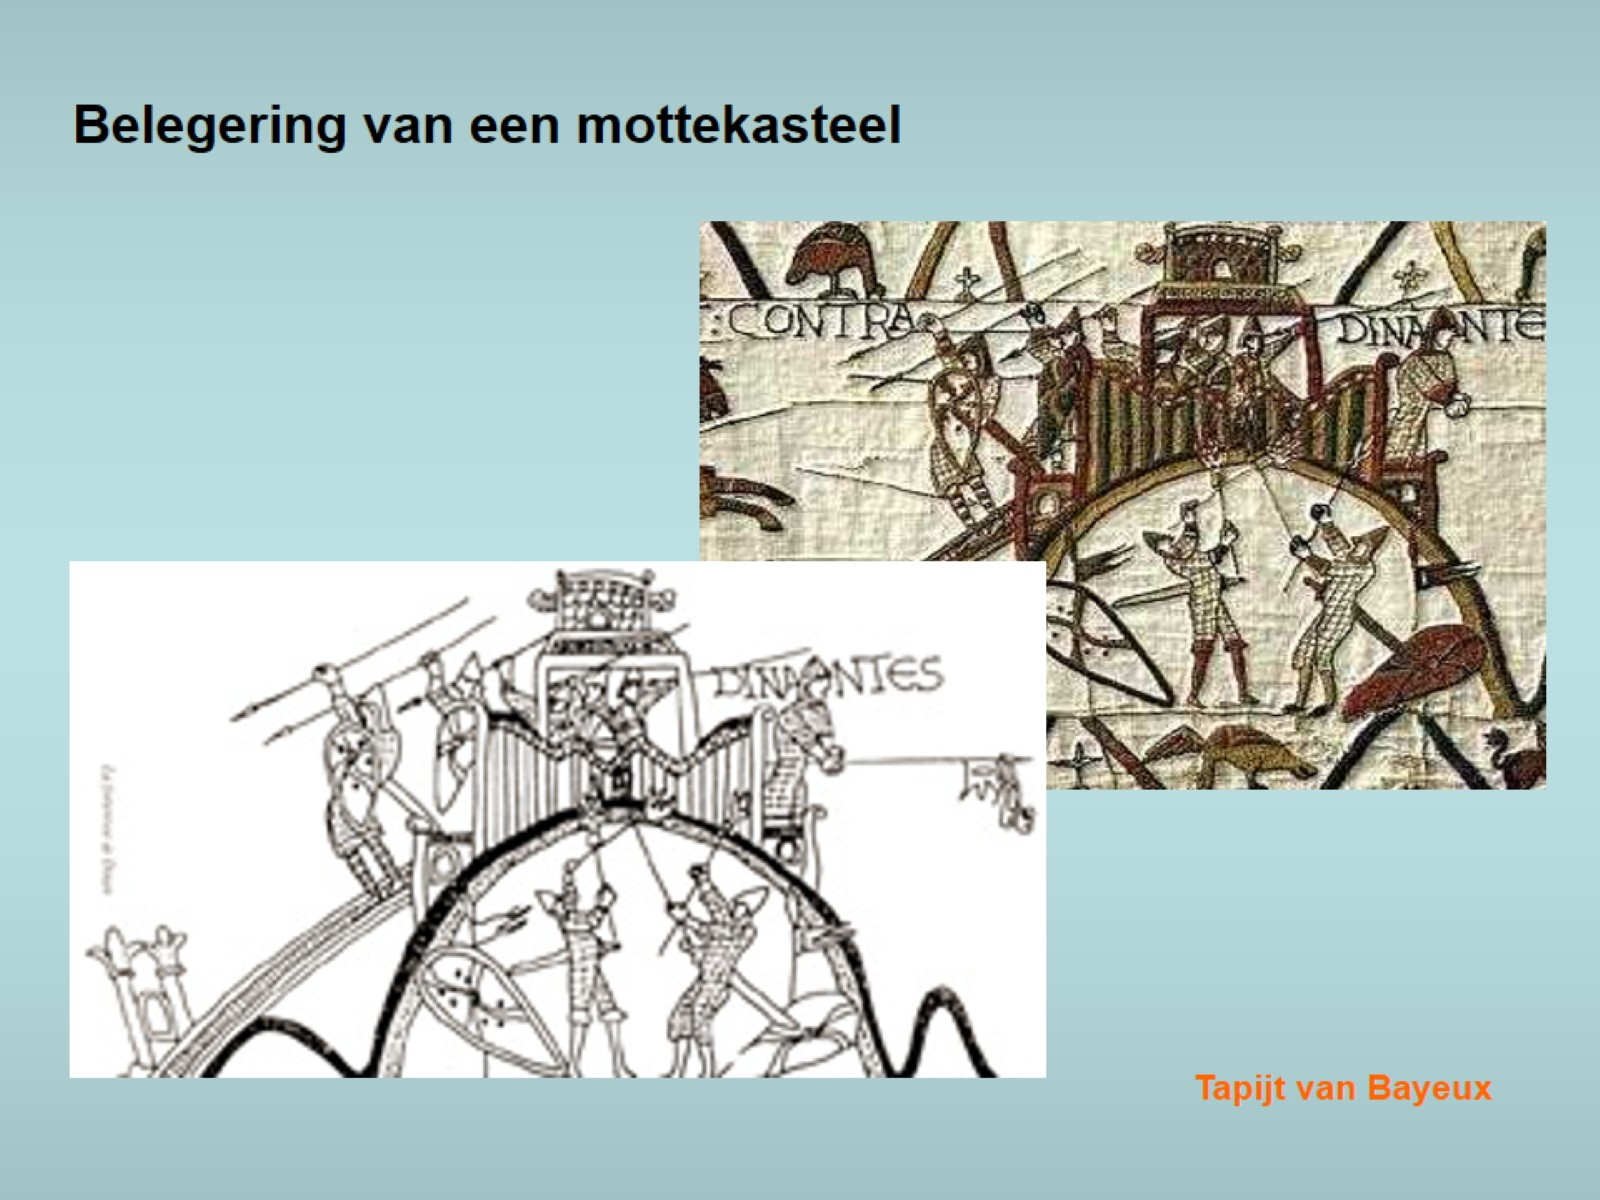 Belegering van een mottekasteel
: CONTRA DINANTE
DINANTES
Tapijt van Bayeux